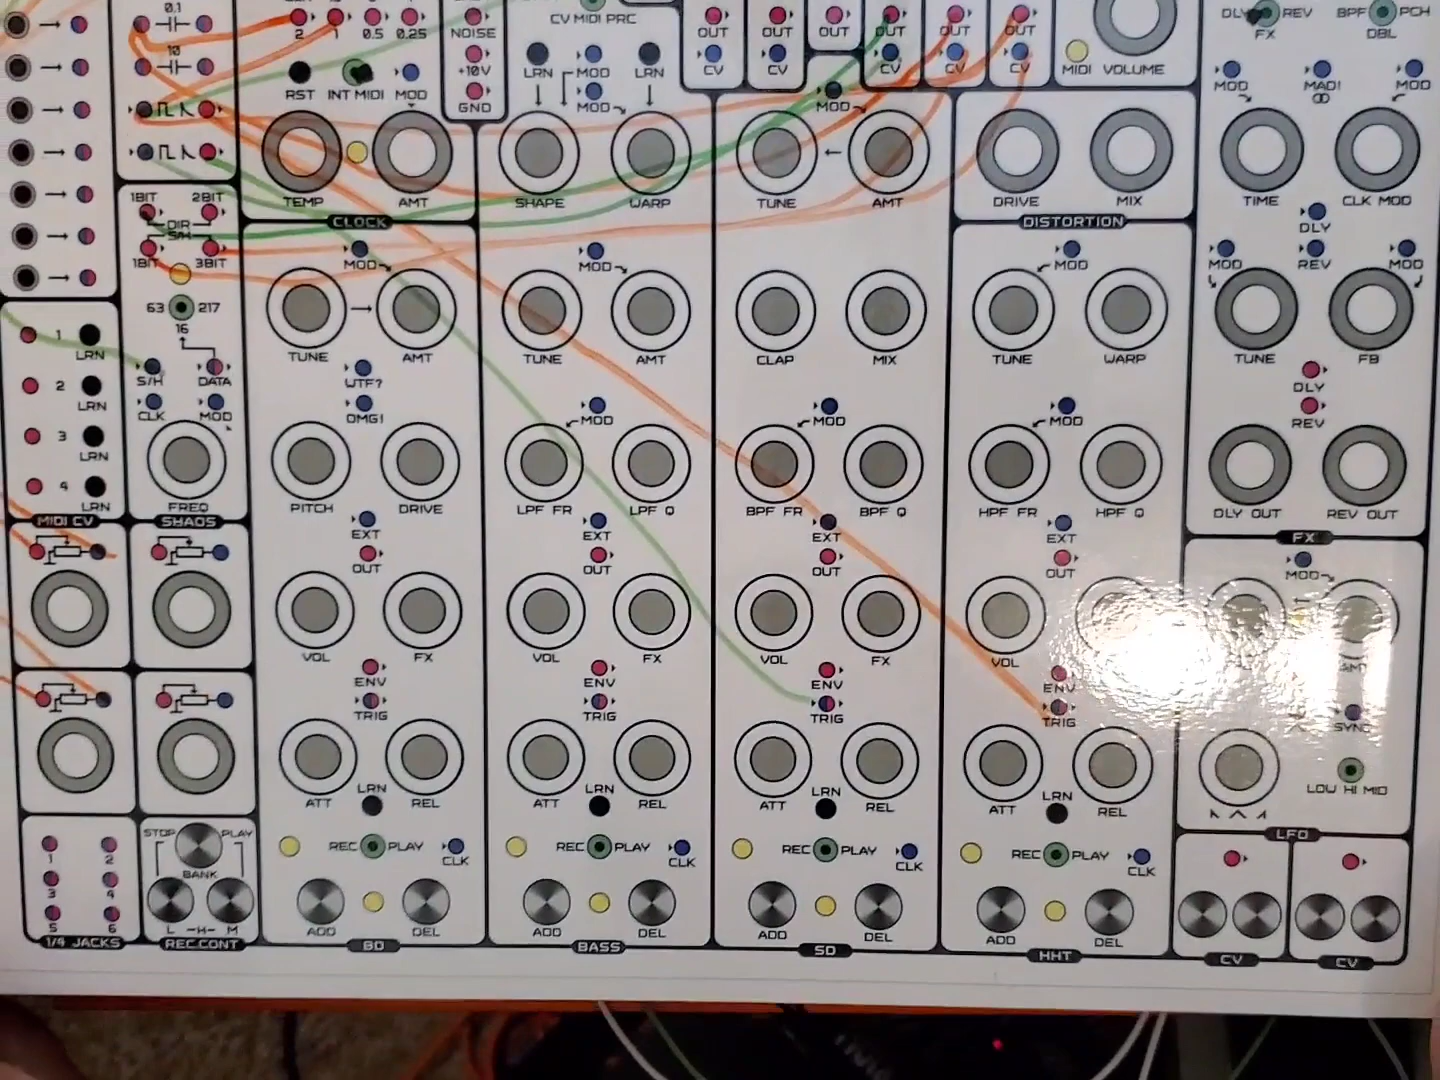 0.1
10
2 1 0.5 0.25
RST INT MIDI MOD
TEMP AMT
CLOCK
NOISE
+10V
GND
CV MIDI PRC
LRN MOD LRN
MOD
SHAPE WARP
OUT OUT OUT OUT OUT OUT
CV CV CV CV CV
MOD
TUNE AMT
MIDI VOLUME
DRIVE MIX
DISTORTION
DLY REV
FX
BPF PCH
DBL
MOD MAD! MOD
TIME CLK MOD
DLY
MOD REV MOD
TUNE FB
DLY
REV
DLY OUT REV OUT
FX
1BIT 2BIT
DIR
S/H
1BIT 3BIT
63 217
16
S/H DATA
CLK MOD
FREQ
SHAOS
1 LRN
2 LRN
3 LRN
4 LRN
MIDI CV
MOD
TUNE AMT
WTF?
OMG!
PITCH DRIVE
EXT
OUT
VOL FX
ENV
TRIG
ATT LRN REL
REC PLAY CLK
ADD DEL
BD
MOD
TUNE AMT
MOD
LPF FR LPF Q
EXT
OUT
VOL FX
ENV
TRIG
ATT LRN REL
REC PLAY CLK
ADD DEL
BASS
CLAP MIX
MOD
BPF FR BPF Q
EXT
OUT
VOL FX
ENV
TRIG
ATT LRN REL
REC PLAY CLK
ADD DEL
SD
MOD
TUNE WARP
MOD
HPF FR HPF Q
EXT
OUT
VOL
ENV
TRIG
ATT LRN REL
REC PLAY CLK
ADD DEL
HHT
MOD
AMT
SYNC
LOW HI MID
LFO
CV CV
1 2
3 4
5 6
1/4 JACKS
STOP PLAY
BANK
L -H- M
REC CONT